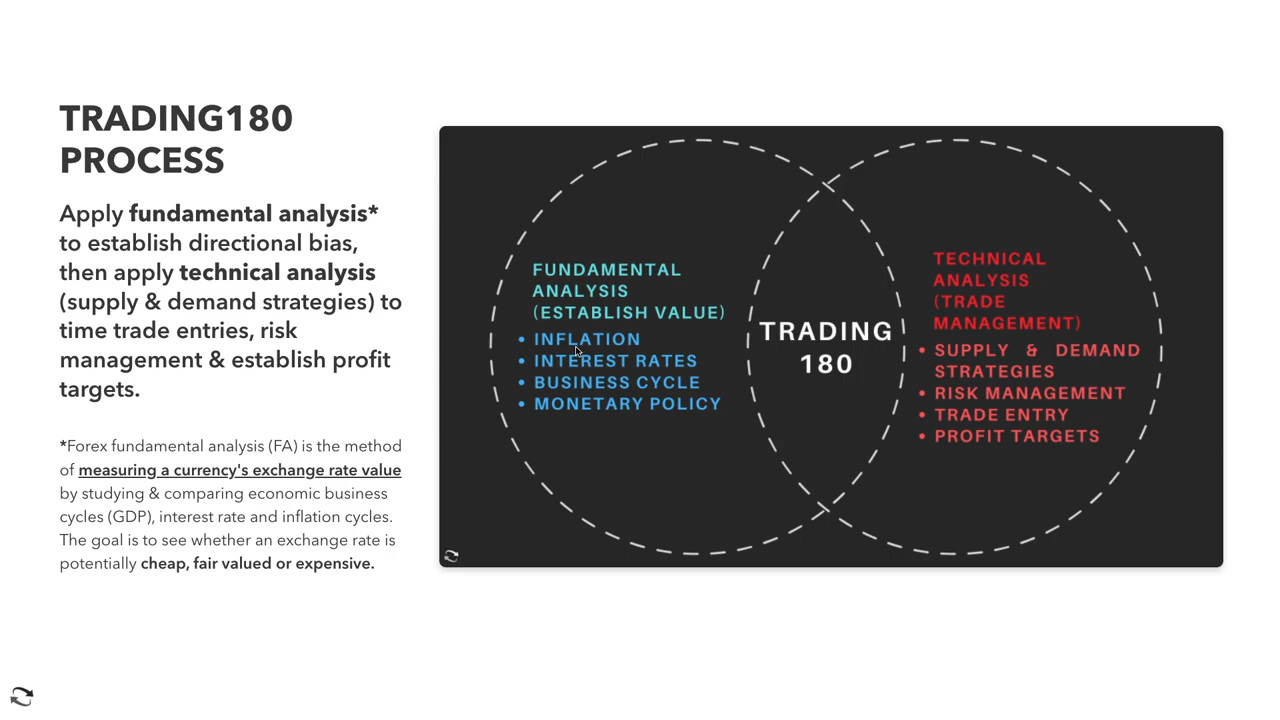 TRADING180
PROCESS
Apply fundamental analysis*
to establish directional bias,
then apply technical analysis
(supply & demand strategies) to
time trade entries, risk
management & establish profit
targets.
*Forex fundamental analysis (FA) is the method
of measuring a currency's exchange rate value
by studying & comparing economic business
cycles (GDP), interest rate and inflation cycles.
The goal is to see whether an exchange rate is
potentially cheap, fair valued or expensive.
FUNDAMENTAL
ANALYSIS
(ESTABLISH VALUE)
• INFLATION
• INTEREST RATES
• BUSINESS CYCLE
• MONETARY POLICY
TRADING
180
TECHNICAL
ANALYSIS
(TRADE
MANAGEMENT)
• SUPPLY & DEMAND
STRATEGIES
• RISK MANAGEMENT
• TRADE ENTRY
• PROFIT TARGETS